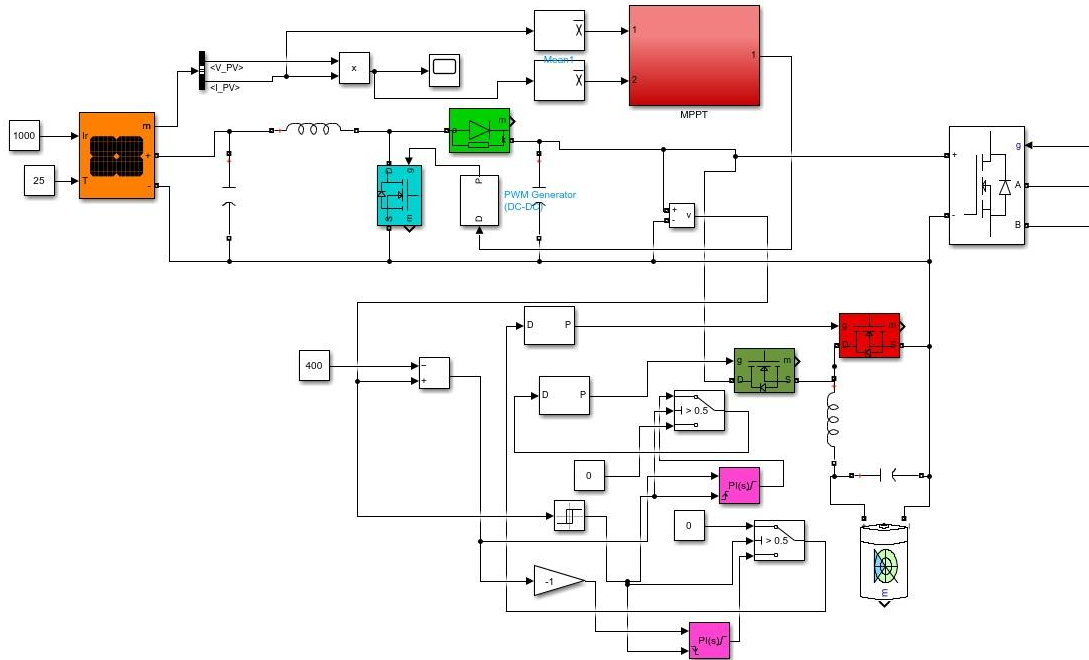 <V_PV>
<I_PV>
x
Mean1
1
2
1
MPPT
1000
25
Ir
T
m
+
-
m
a
k
D
g
S
m
P
D
PWM Generator
(DC-DC)
+
-
v
+
-
g
A
B
D
P
g
m
D
S
400
−
+
D
P
g
m
D
S
> 0.5
0
PI(s)
0
> 0.5
-1
PI(s)
m